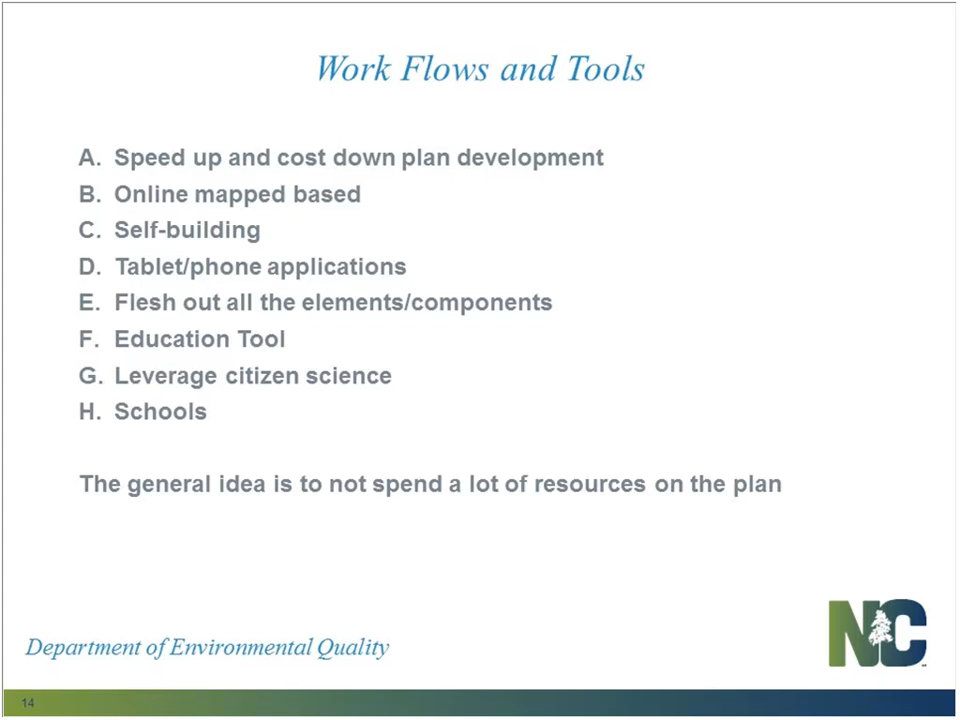 Work Flows and Tools
A. Speed up and cost down plan development
B. Online mapped based
C. Self-building
D. Tablet/phone applications
E. Flesh out all the elements/components
F. Education Tool
G. Leverage citizen science
H. Schools
The general idea is to not spend a lot of resources on the plan
NC
Department of Environmental Quality
14